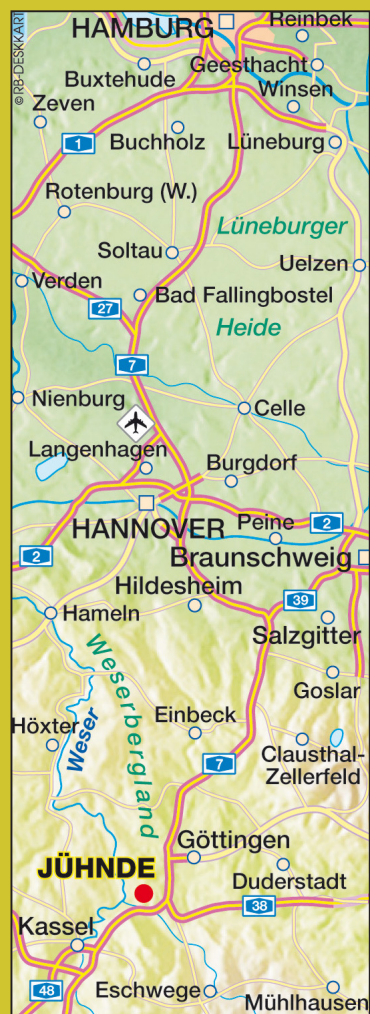 © RB-DESKKART
HAMBURG
Reinbek
Buxtehude
Geesthacht
Winsen
Zeven
1
Buchholz
Lüneburg
Rotenburg (W.)
Lüneburger
Soltau
Uelzen
Verden
Bad Fallingbostel
27
Heide
7
Nienburg
Celle
Langenhagen
Burgdorf
HANNOVER
Peine
2
2
Braunschweig
Hildesheim
39
Hameln
Salzgitter
Weserbergland
Goslar
Höxter
Weser
Einbeck
Clausthal-
Zellerfeld
7
Göttingen
JÜHNDE
Duderstadt
38
Kassel
48
Eschwege
Mühlhausen